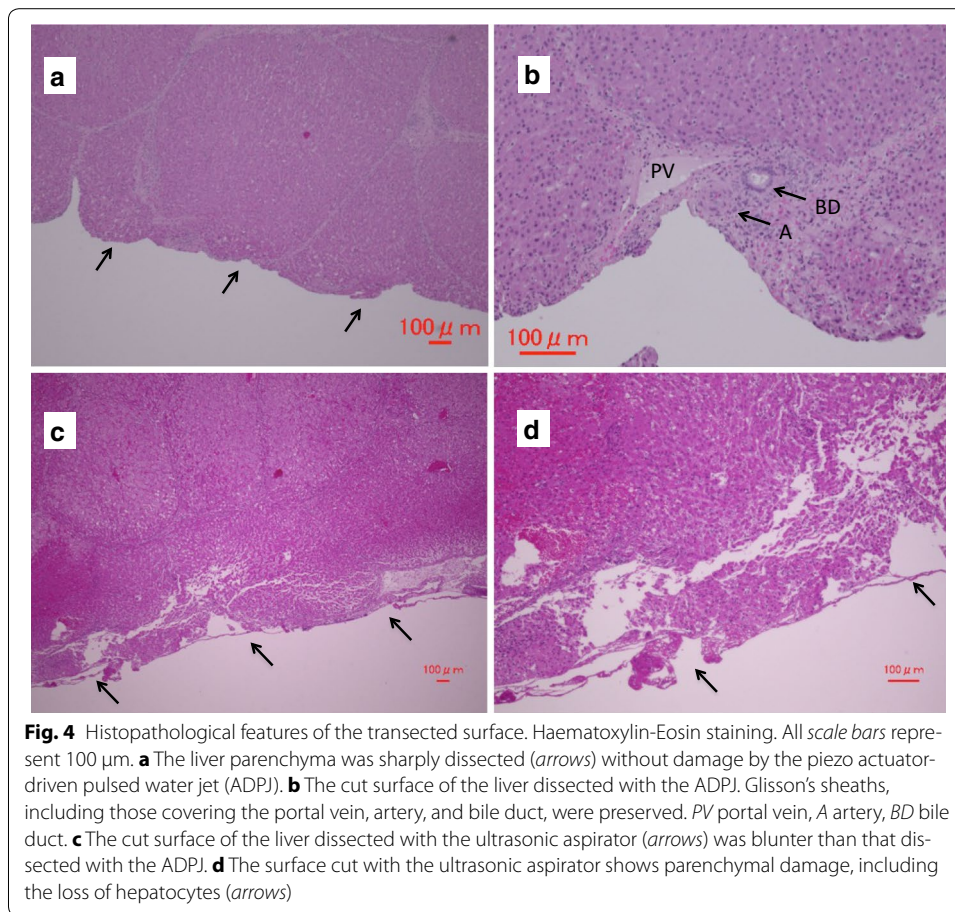 a
b
PV
BD
A
100 μ m
100 μ m
c
d
100 μ m
100 μ m
Fig. 4 Histopathological features of the transected surface. Haematoxylin-Eosin staining. All scale bars repre-
sent 100 μm. a The liver parenchyma was sharply dissected (arrows) without damage by the piezo actuator-
driven pulsed water jet (ADPJ). b The cut surface of the liver dissected with the ADPJ. Glisson's sheaths,
including those covering the portal vein, artery, and bile duct, were preserved. PV portal vein, A artery, BD bile
duct. c The cut surface of the liver dissected with the ultrasonic aspirator (arrows) was blunter than that dis-
sected with the ADPJ. d The surface cut with the ultrasonic aspirator shows parenchymal damage, including
the loss of hepatocytes (arrows)